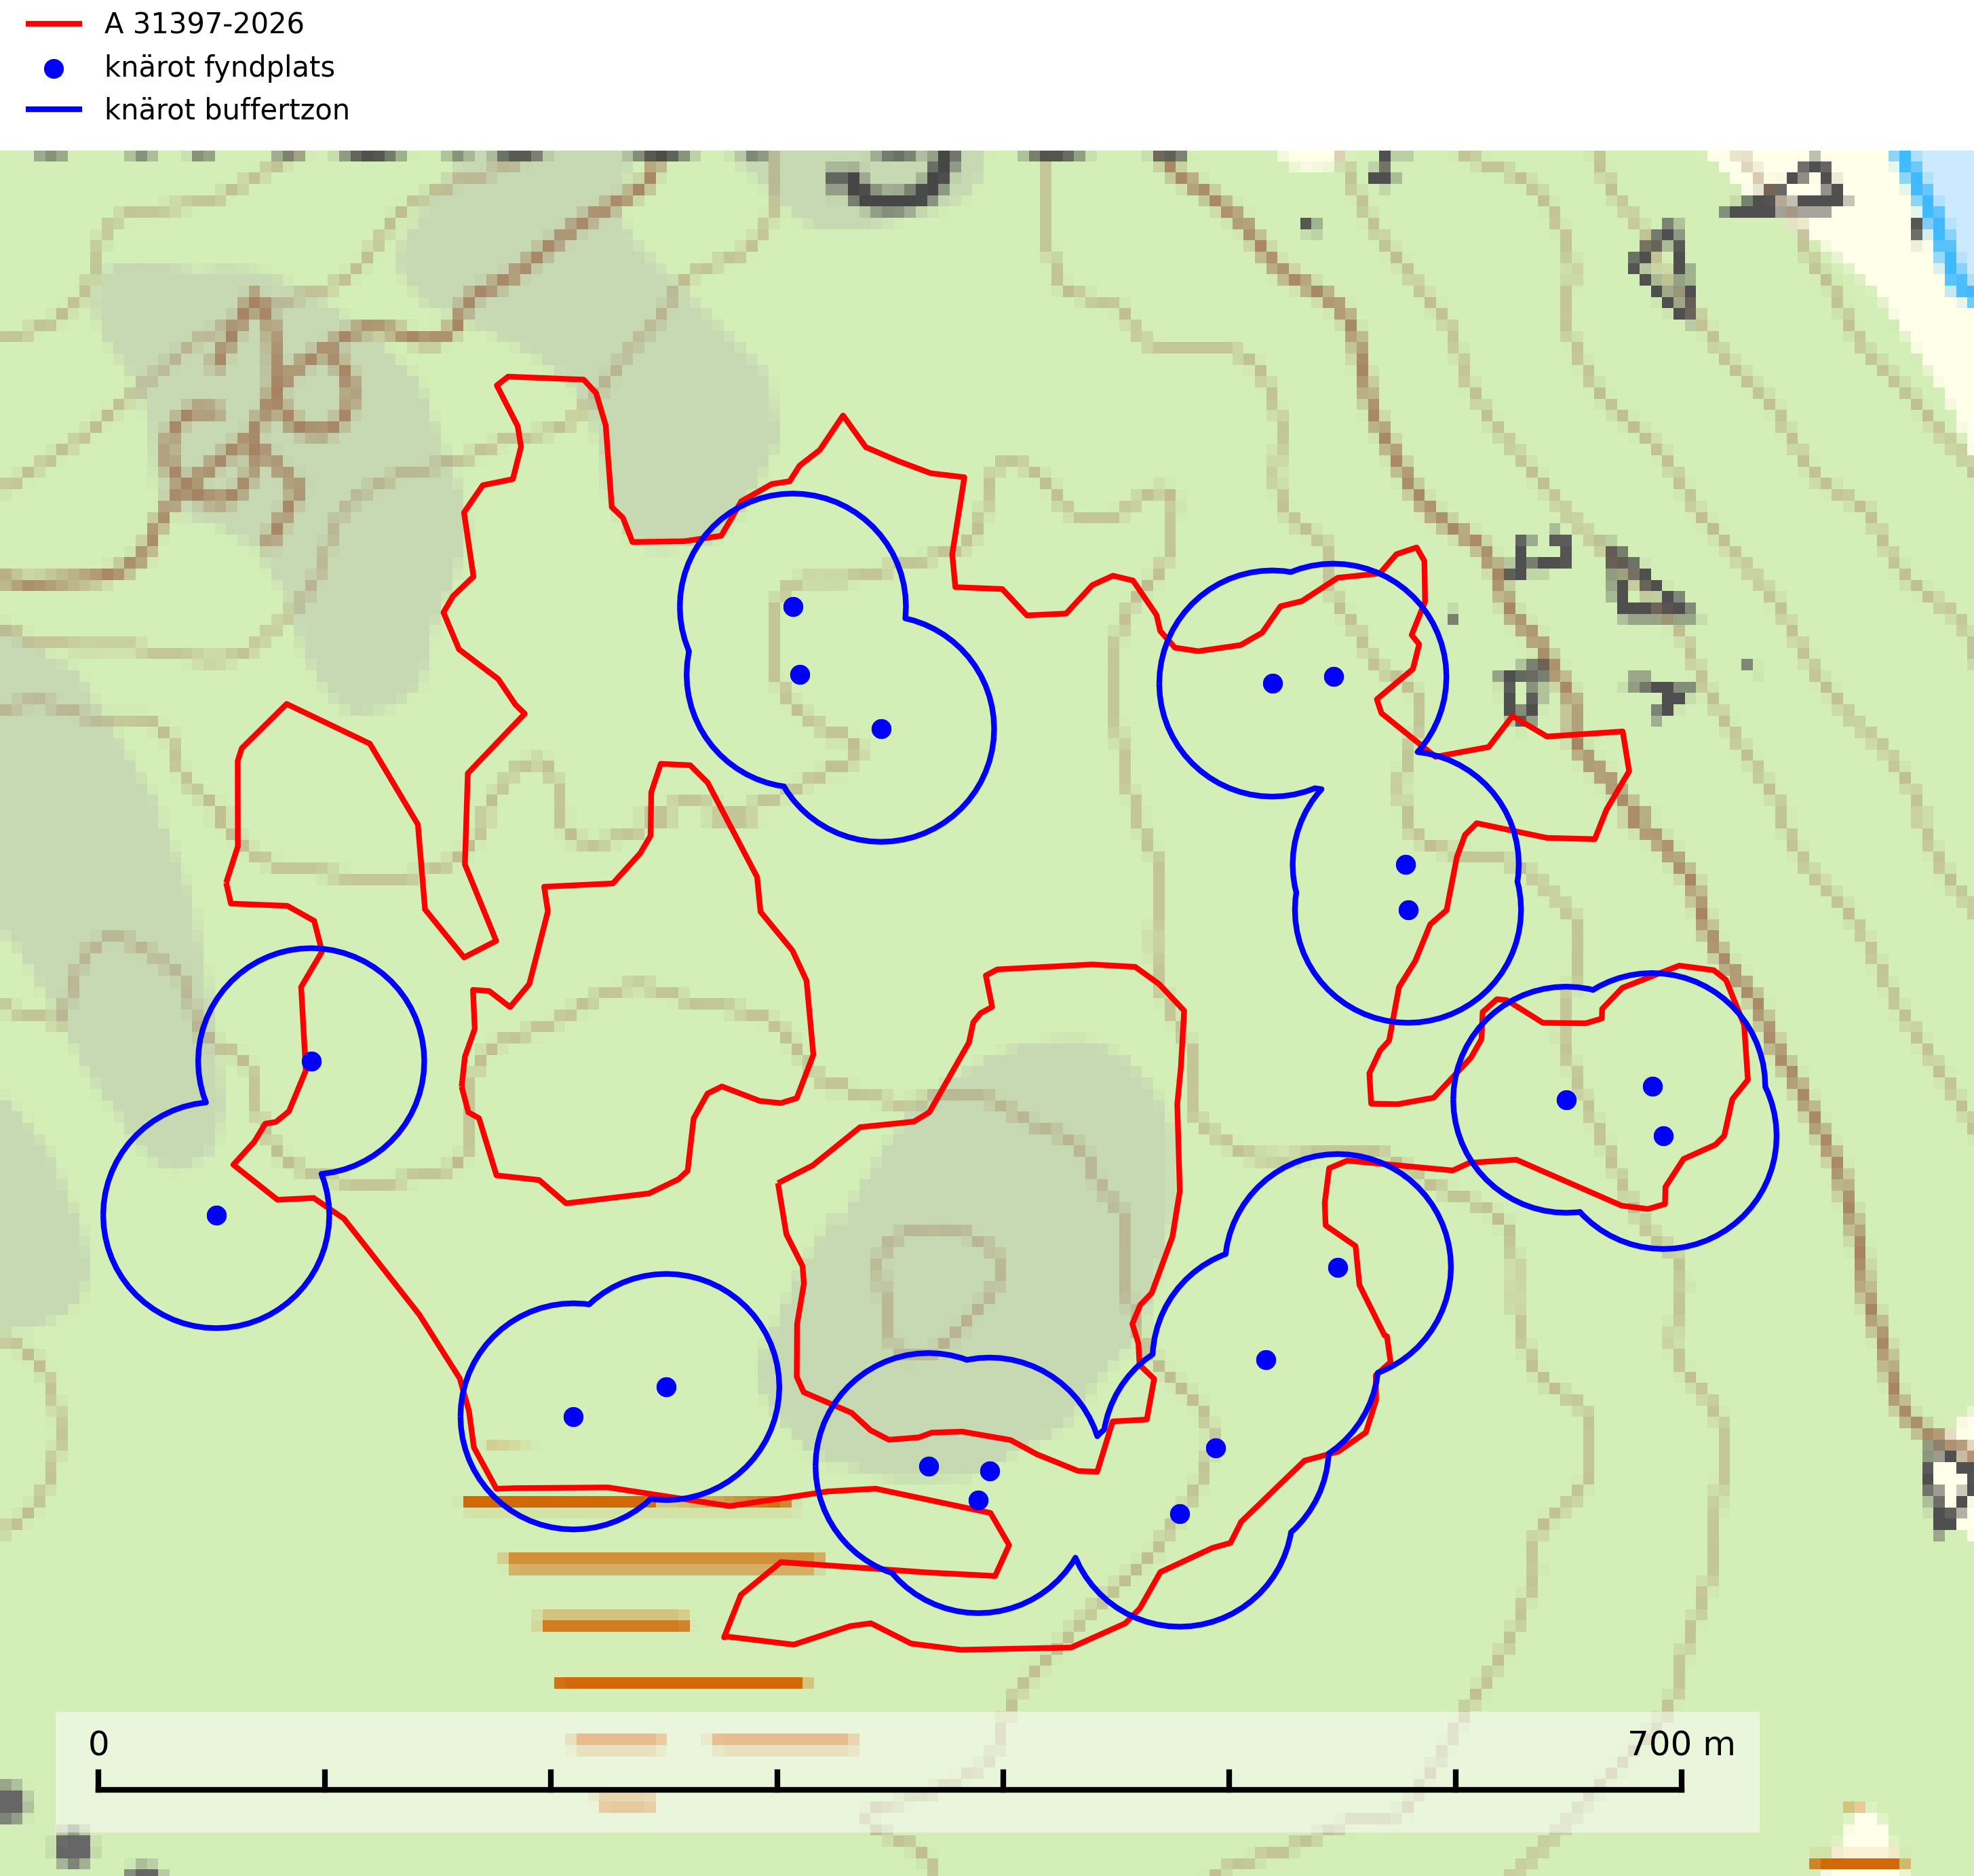 A 31397-2026
knärot fyndplats
knärot buffertzon
0
700 m